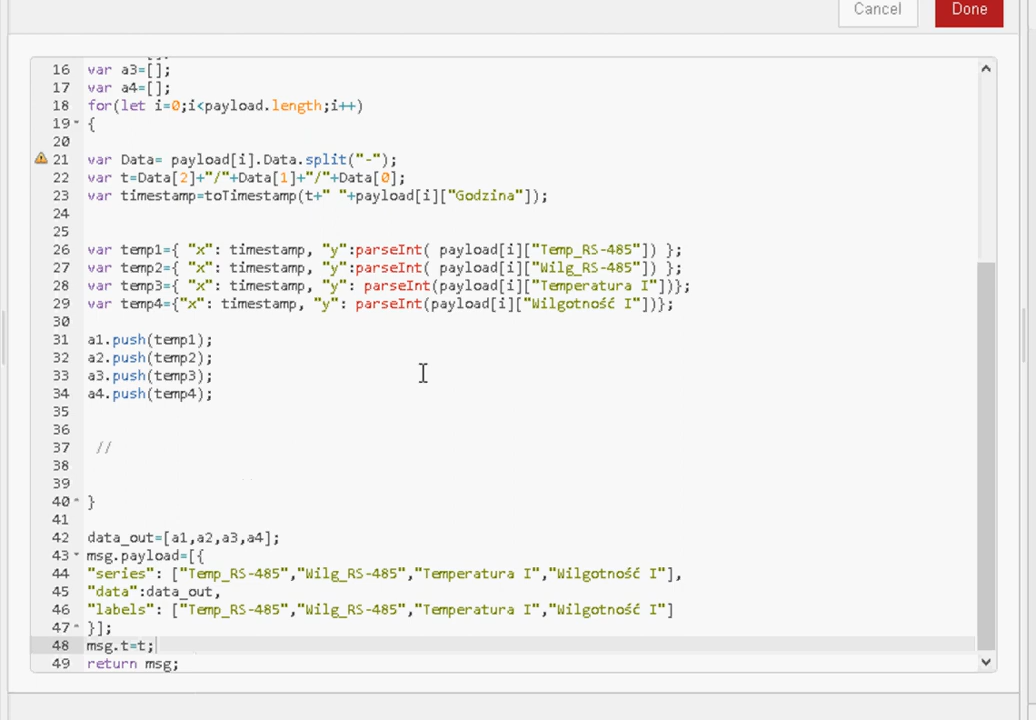 Cancel Done
16 var a3=[];
17 var a4=[];
18 for(let i=0;i<payload.length;i++)
19 {
20
21 var Data= payload[i].Data.split("-");
22 var t=Data[2]+"/"+Data[1]+"/"+Data[0];
23 var timestamp=toTimestamp(t+" "+payload[i]["Godzina"]);
24
25
26 var temp1={ "x": timestamp, "y":parseInt( payload[i]["Temp_RS-485"]) };
27 var temp2={ "x": timestamp, "y":parseInt( payload[i]["Wilg_RS-485"]) };
28 var temp3={ "x": timestamp, "y": parseInt(payload[i]["Temperatura I"])};
29 var temp4={"x": timestamp, "y": parseInt(payload[i]["Wilgotność I"])};
30
31 a1.push(temp1);
32 a2.push(temp2);
33 a3.push(temp3);
34 a4.push(temp4);
35
36
37 //
38
39
40 }
41
42 data_out=[a1,a2,a3,a4];
43 msg.payload=[{
44 "series": ["Temp_RS-485","Wilg_RS-485","Temperatura I","Wilgotność I"],
45 "data":data_out,
46 "labels": ["Temp_RS-485","Wilg_RS-485","Temperatura I","Wilgotność I"]
47 }];
48 msg.t=t;
49 return msg;